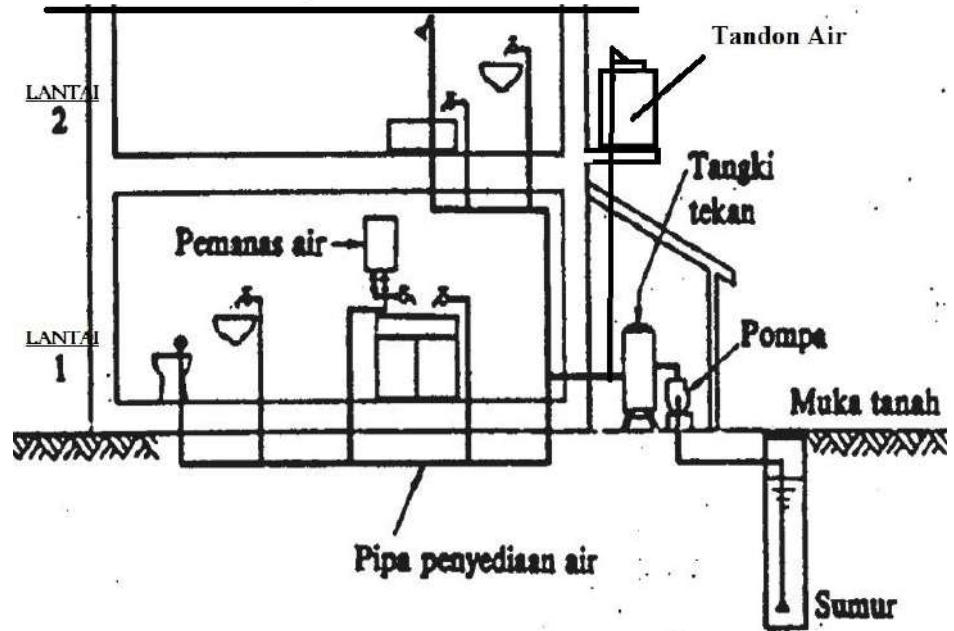 Tandon Air
LANTAI
2
Tangki
tekan
Pemanas air
LANTAI
1
Pompa
Muka tanah
Pipa penyediaan air
Sumur